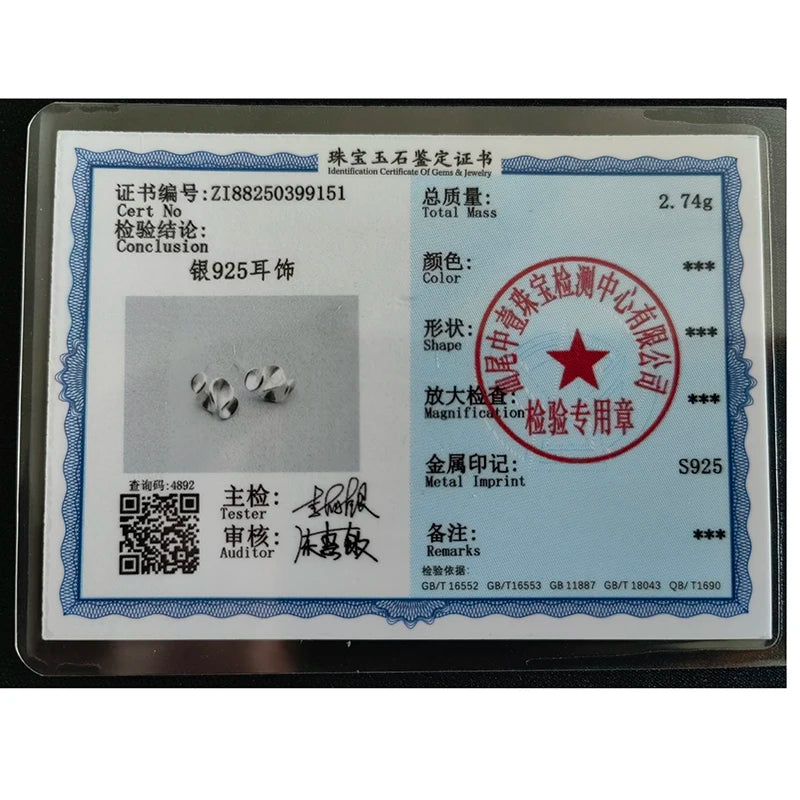 珠宝玉石鉴定证书
Identification Certificate Of Gems & Jewelry
证书编号:ZI88250399151
Cert No
检验结论:
Conclusion
银925耳饰
查询码:4892
主检:
Tester
审核:
Auditor
总质量: 2.74g
Total Mass
颜色: ***
Color
形状: ***
Shape
放大检查: ***
Magnification
金属印记: S925
Metal Imprint
备注: ***
Remarks
检验依据:
GB/T 16552 GB/T16553 GB 11887 GB/T 18043 QB/ T1690
汕尾中壹珠宝检测中心有限公司
检验专用章